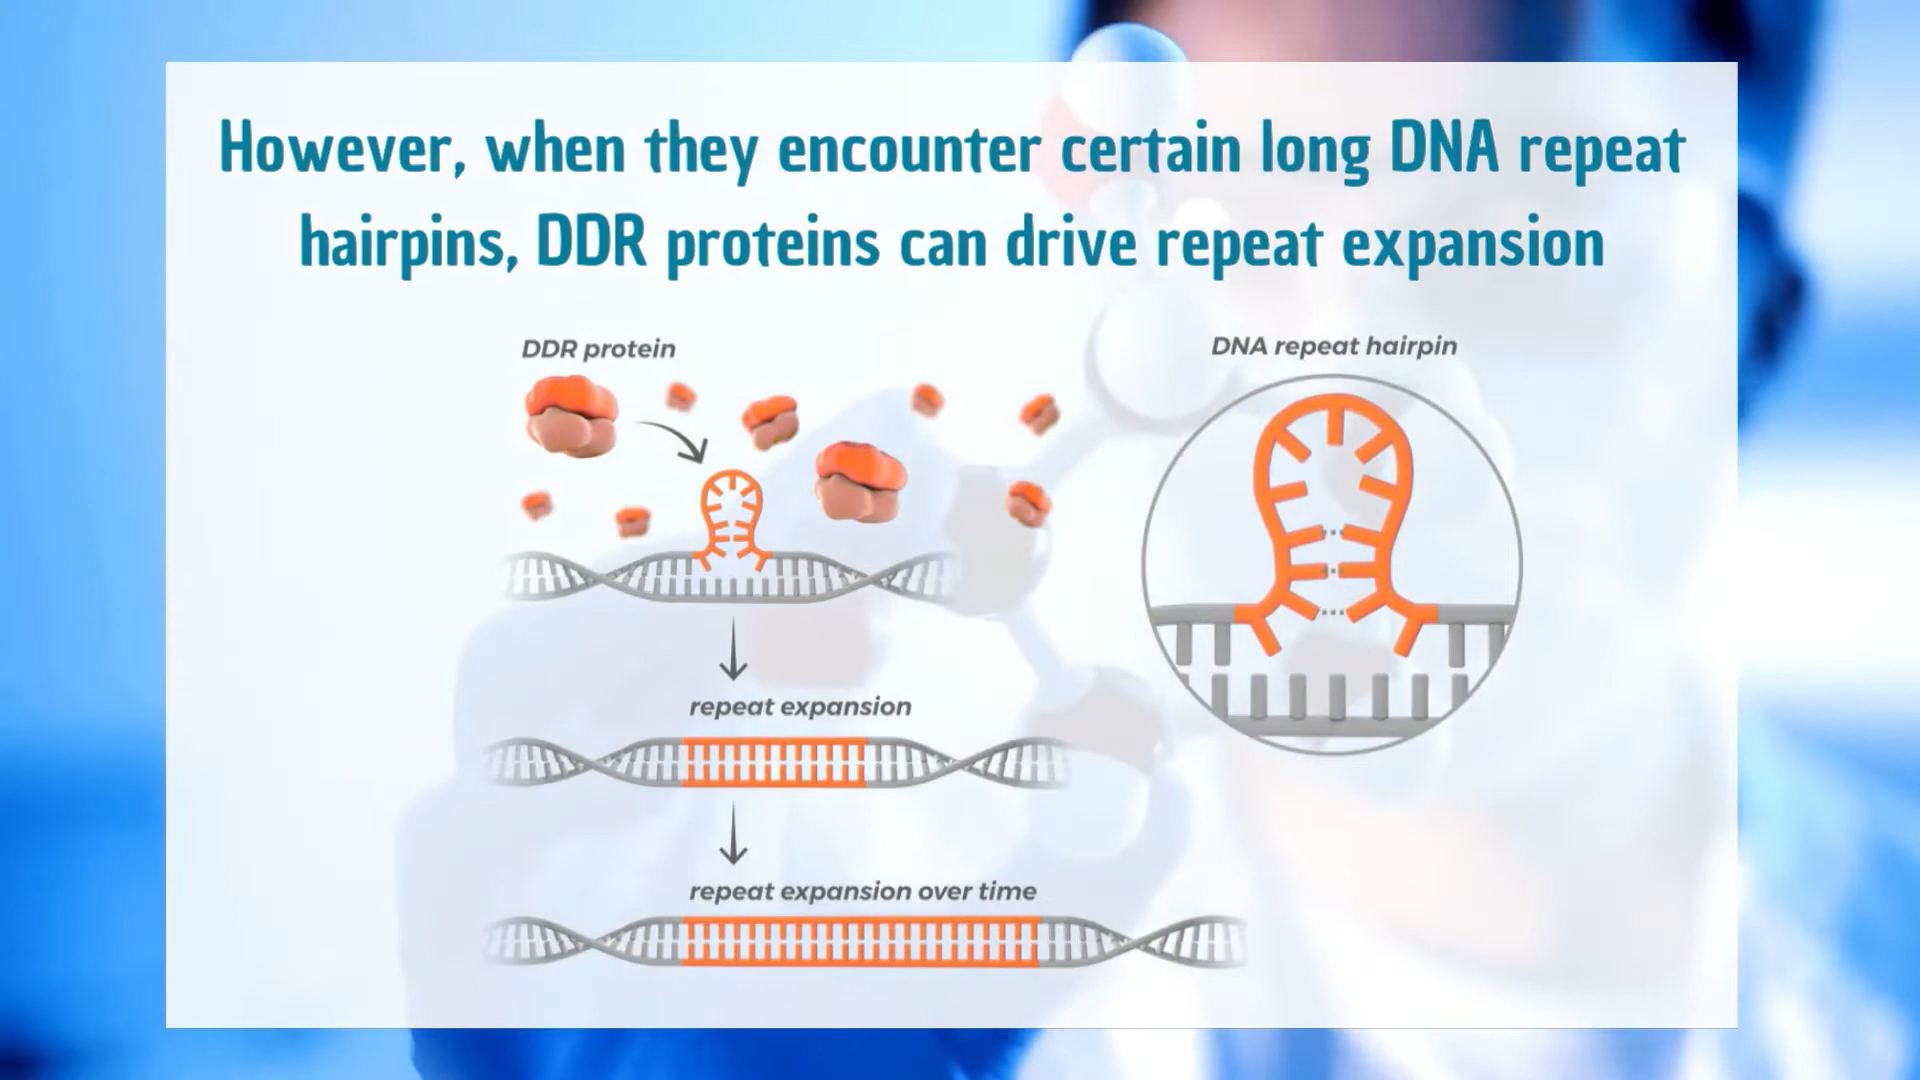 However, when they encounter certain long DNA repeat
hairpins, DDR proteins can drive repeat expansion
DDR protein
DNA repeat hairpin
repeat expansion
repeat expansion over time